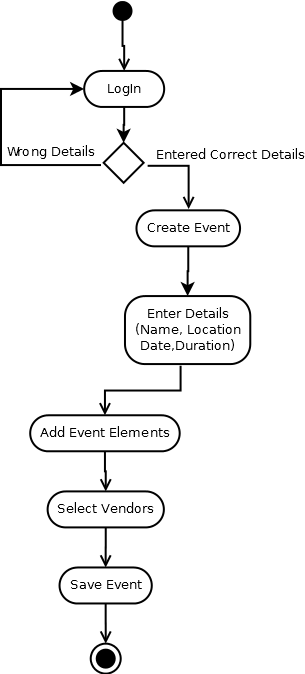 LogIn
Wrong Details
Entered Correct Details
Create Event
Enter Details
(Name, Location
Date,Duration)
Add Event Elements
Select Vendors
Save Event